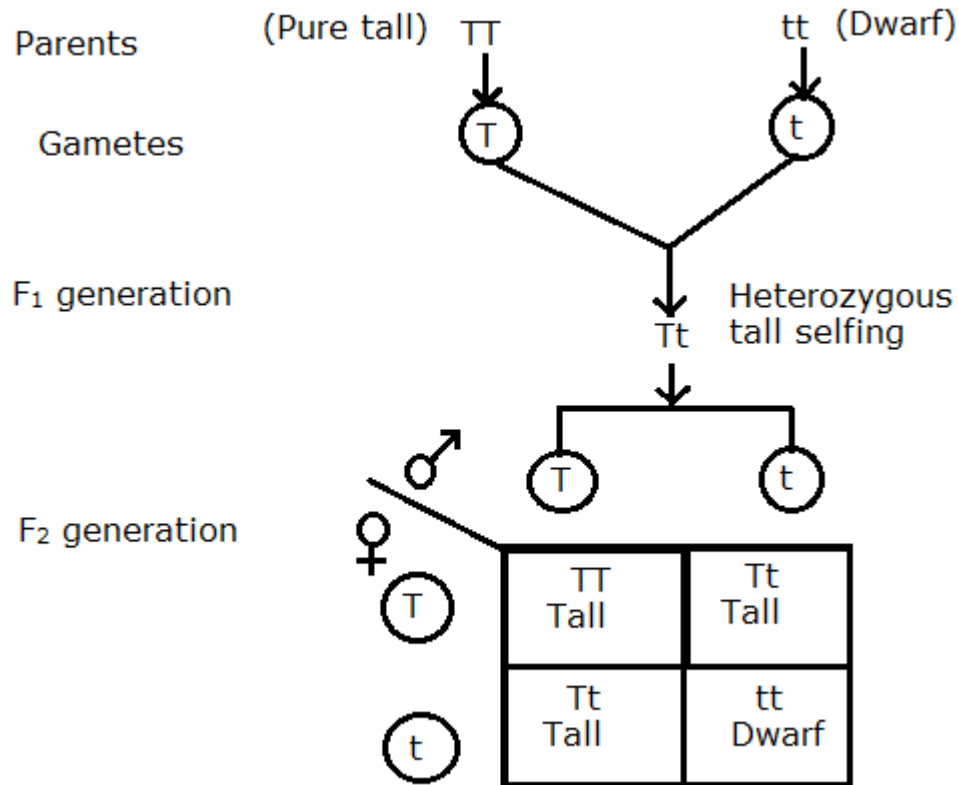 Parents (Pure tall) TT tt (Dwarf)
Gametes T t
F₁ generation Heterozygous
Tt tall selfing
T t
F₂ generation
T TT Tt
Tall Tall
t Tt tt
Tall Dwarf